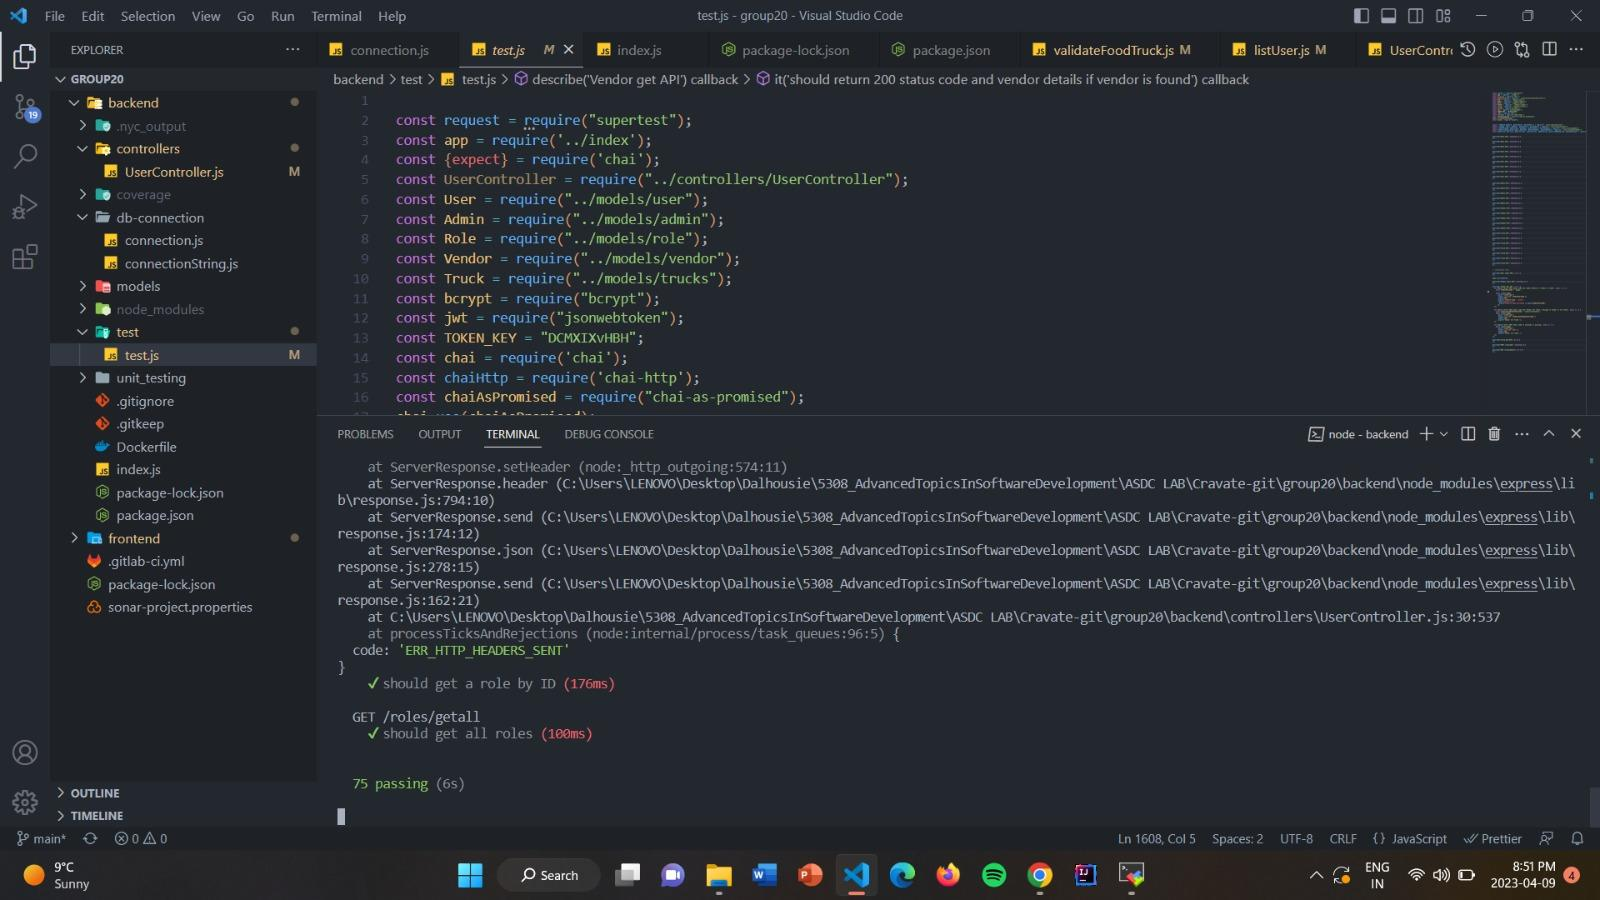 File Edit Selection View Go Run Terminal Help
test.js - group20 - Visual Studio Code
EXPLORER
connection.js
test.js M
index.js
package-lock.json
package.json
validateFoodTruck.js M
listUser.js M
UserContro
GROUP20
backend
.nyc_output
controllers
UserController.js M
coverage
db-connection
connection.js
connectionString.js
models
node_modules
test
test.js M
unit_testing
.gitignore
.gitkeep
Dockerfile
index.js
package-lock.json
package.json
frontend
.gitlab-ci.yml
package-lock.json
sonar-project.properties
OUTLINE
TIMELINE
19
backend > test > test.js > describe('Vendor get API') callback > it('should return 200 status code and vendor details if vendor is found') callback
1
2 const request = require("supertest");
3 const app = require('../index');
4 const {expect} = require('chai');
5 const UserController = require("../controllers/UserController");
6 const User = require("../models/user");
7 const Admin = require("../models/admin");
8 const Role = require("../models/role");
9 const Vendor = require("../models/vendor");
10 const Truck = require("../models/trucks");
11 const bcrypt = require("bcrypt");
12 const jwt = require("jsonwebtoken");
13 const TOKEN_KEY = "DCMXIXvHBH";
14 const chai = require('chai');
15 const chaiHttp = require('chai-http');
16 const chaiAsPromised = require("chai-as-promised");
17 chai.use(chaiAsPromised);
PROBLEMS OUTPUT TERMINAL DEBUG CONSOLE
node - backend
at ServerResponse.setHeader (node:_http_outgoing:574:11)
at ServerResponse.header (C:\Users\LENOVO\Desktop\Dalhousie\5308_AdvancedTopicsInSoftwareDevelopment\ASDC LAB\Cravate-git\group20\backend\node_modules\express\li
b\response.js:794:10)
at ServerResponse.send (C:\Users\LENOVO\Desktop\Dalhousie\5308_AdvancedTopicsInSoftwareDevelopment\ASDC LAB\Cravate-git\group20\backend\node_modules\express\lib\
response.js:174:12)
at ServerResponse.json (C:\Users\LENOVO\Desktop\Dalhousie\5308_AdvancedTopicsInSoftwareDevelopment\ASDC LAB\Cravate-git\group20\backend\node_modules\express\lib\
response.js:278:15)
at ServerResponse.send (C:\Users\LENOVO\Desktop\Dalhousie\5308_AdvancedTopicsInSoftwareDevelopment\ASDC LAB\Cravate-git\group20\backend\node_modules\express\lib\
response.js:162:21)
at C:\Users\LENOVO\Desktop\Dalhousie\5308_AdvancedTopicsInSoftwareDevelopment\ASDC LAB\Cravate-git\group20\backend\controllers\UserController.js:30:537
at processTicksAndRejections (node:internal/process/task_queues:96:5) {
code: 'ERR_HTTP_HEADERS_SENT'
}
✓ should get a role by ID (176ms)
GET /roles/getall
✓ should get all roles (100ms)
75 passing (6s)
main* 0 0
Ln 1608, Col 5 Spaces: 2 UTF-8 CRLF {} JavaScript Prettier
9°C
Sunny
Search
ENG
IN
8:51 PM
2023-04-09
4